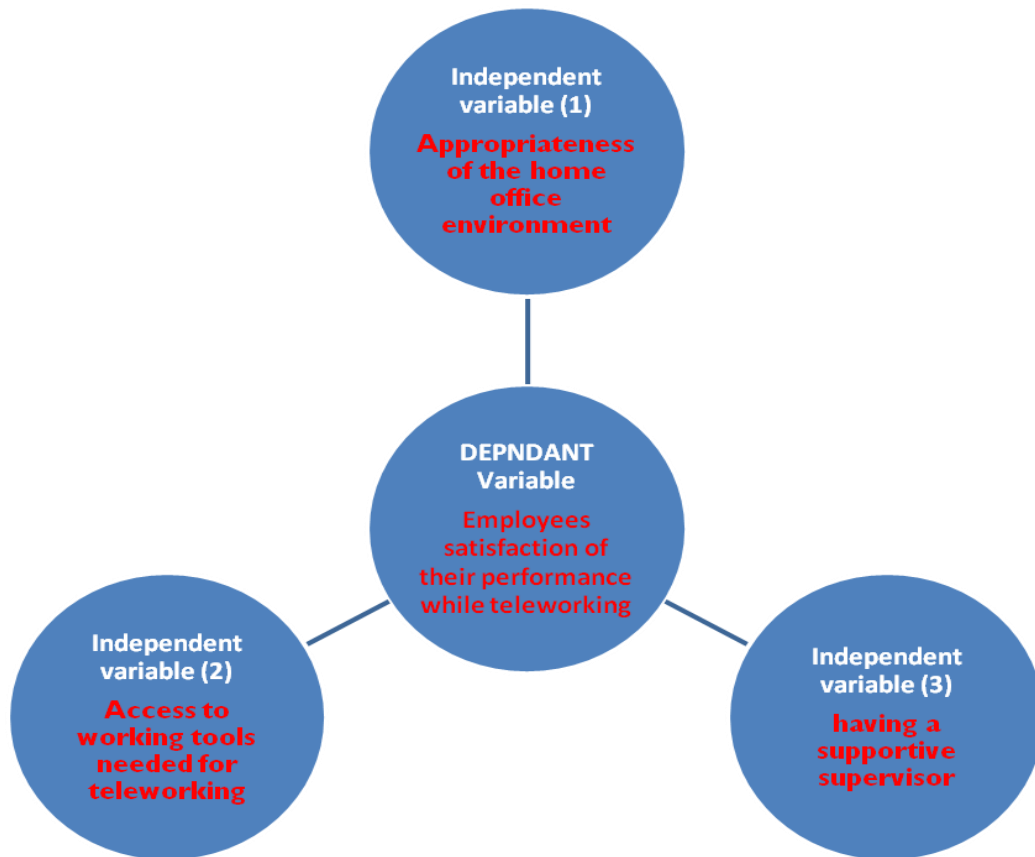 Independent
variable (1)
Appropriateness
of the home
office
environment
DEPNDANT
Variable
Employees
satisfaction of
their performance
while teleworking
Independent
variable (2)
Access to
working tools
needed for
teleworking
Independent
variable (3)
having a
supportive
supervisor